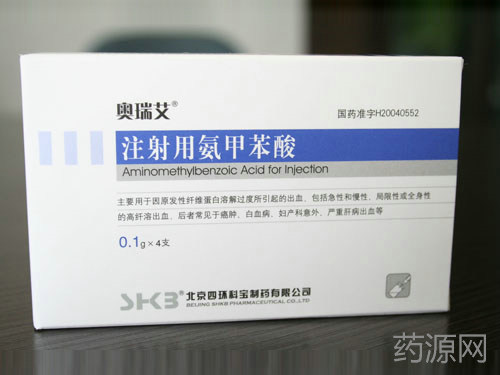 奥瑞艾®
国药准字H20040552
注射用氨甲苯酸
Aminomethylbenzoic Acid for Injection
主要用于因原发性纤维蛋白溶解过度所引起的出血、包括急性和慢性、局限性或全身性
的高纤溶出血、后者常见于癌肿、白血病、妇产科意外、严重肝病出血等
0.1g×4支
SHKB®
北京四环科宝制药有限公司
BEIJING SHKB PHARMACEUTICAL CO.,LTD
药源网